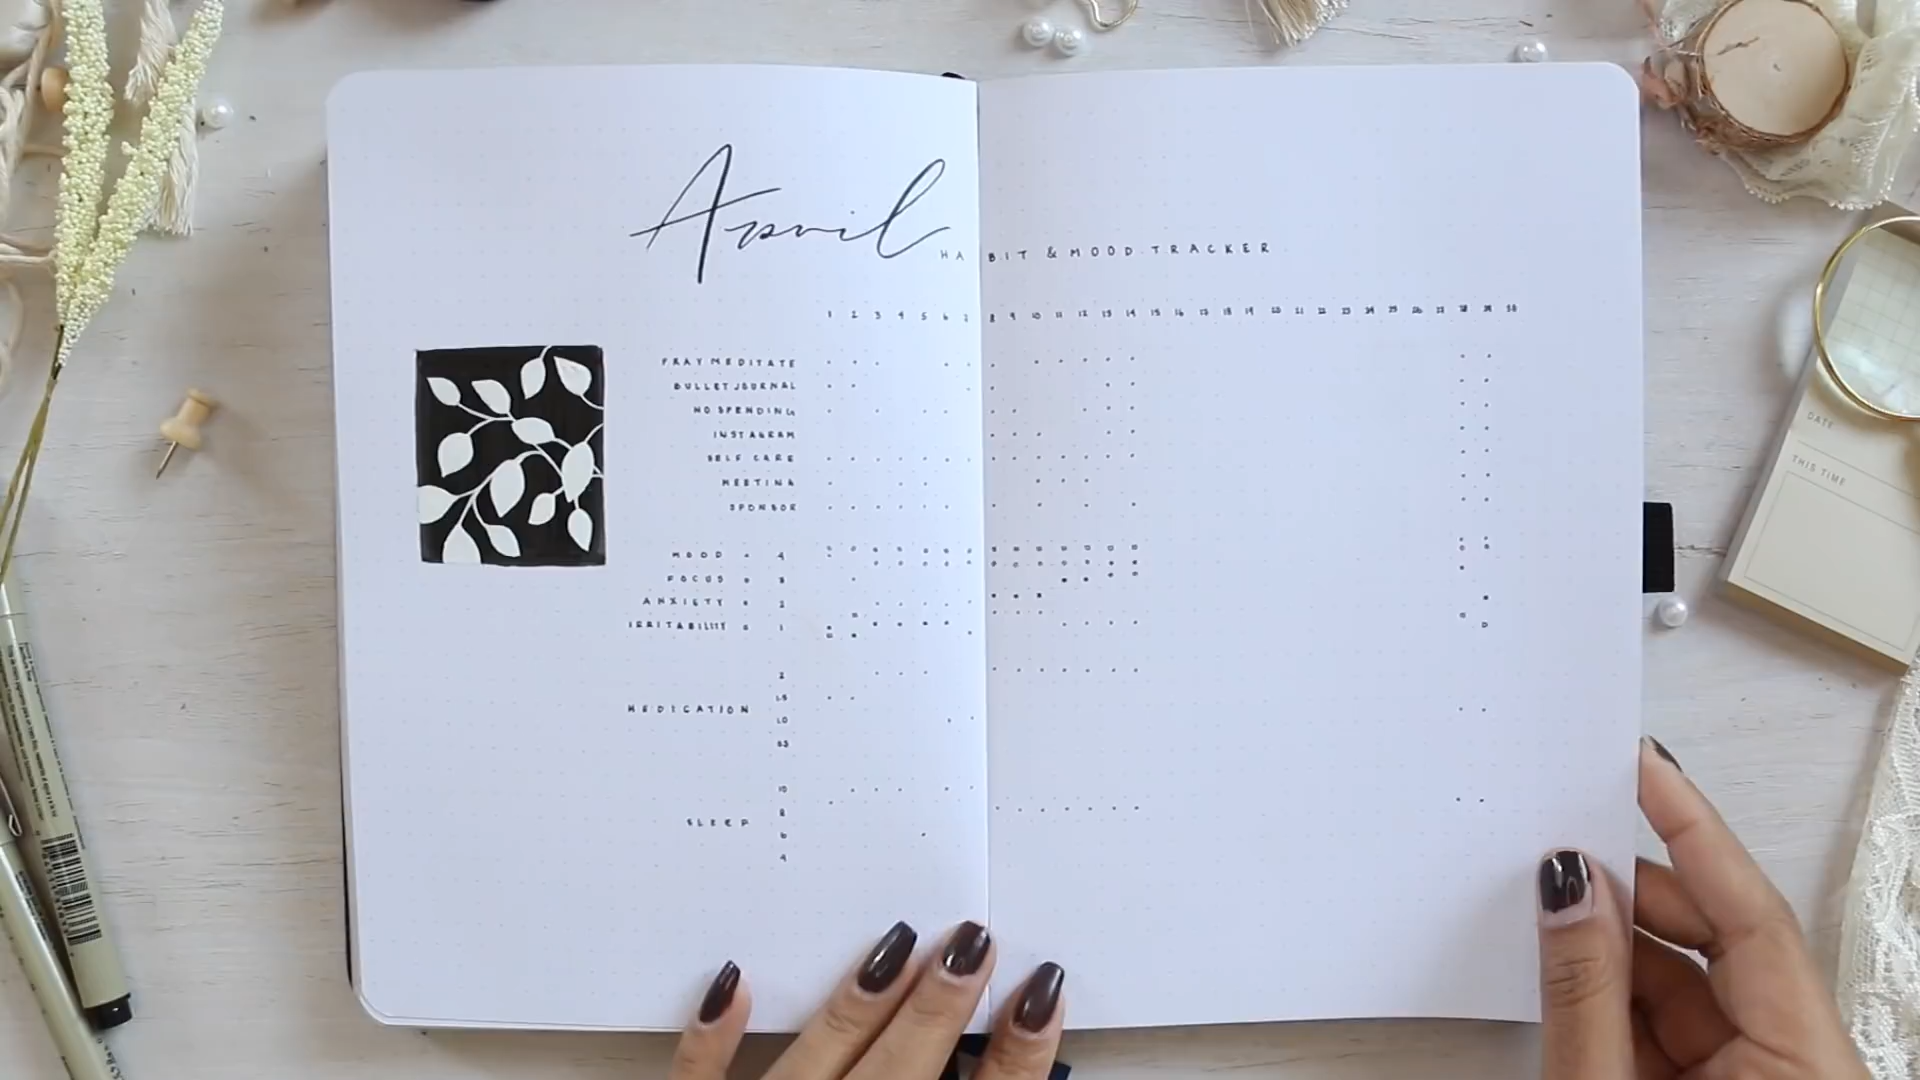 April
HABIT & MOOD TRACKER
1 2 3 4 5 6 7 8 9 10 11 12 13 14 15 16 17 18 19 20 21 22 23 24 25 26 27 28 29 30
PRAY MEDITATE
BULLET JOURNAL
NO SPENDING
INSTAGRAM
SELF CARE
MEETING
SPONSOR
MOOD 4
FOCUS 3
ANXIETY 2
IRRITABILITY 1
2
1.5
MEDICATION
1.0
0.5
10
8
SLEEP
6
4
DATE
THIS TIME